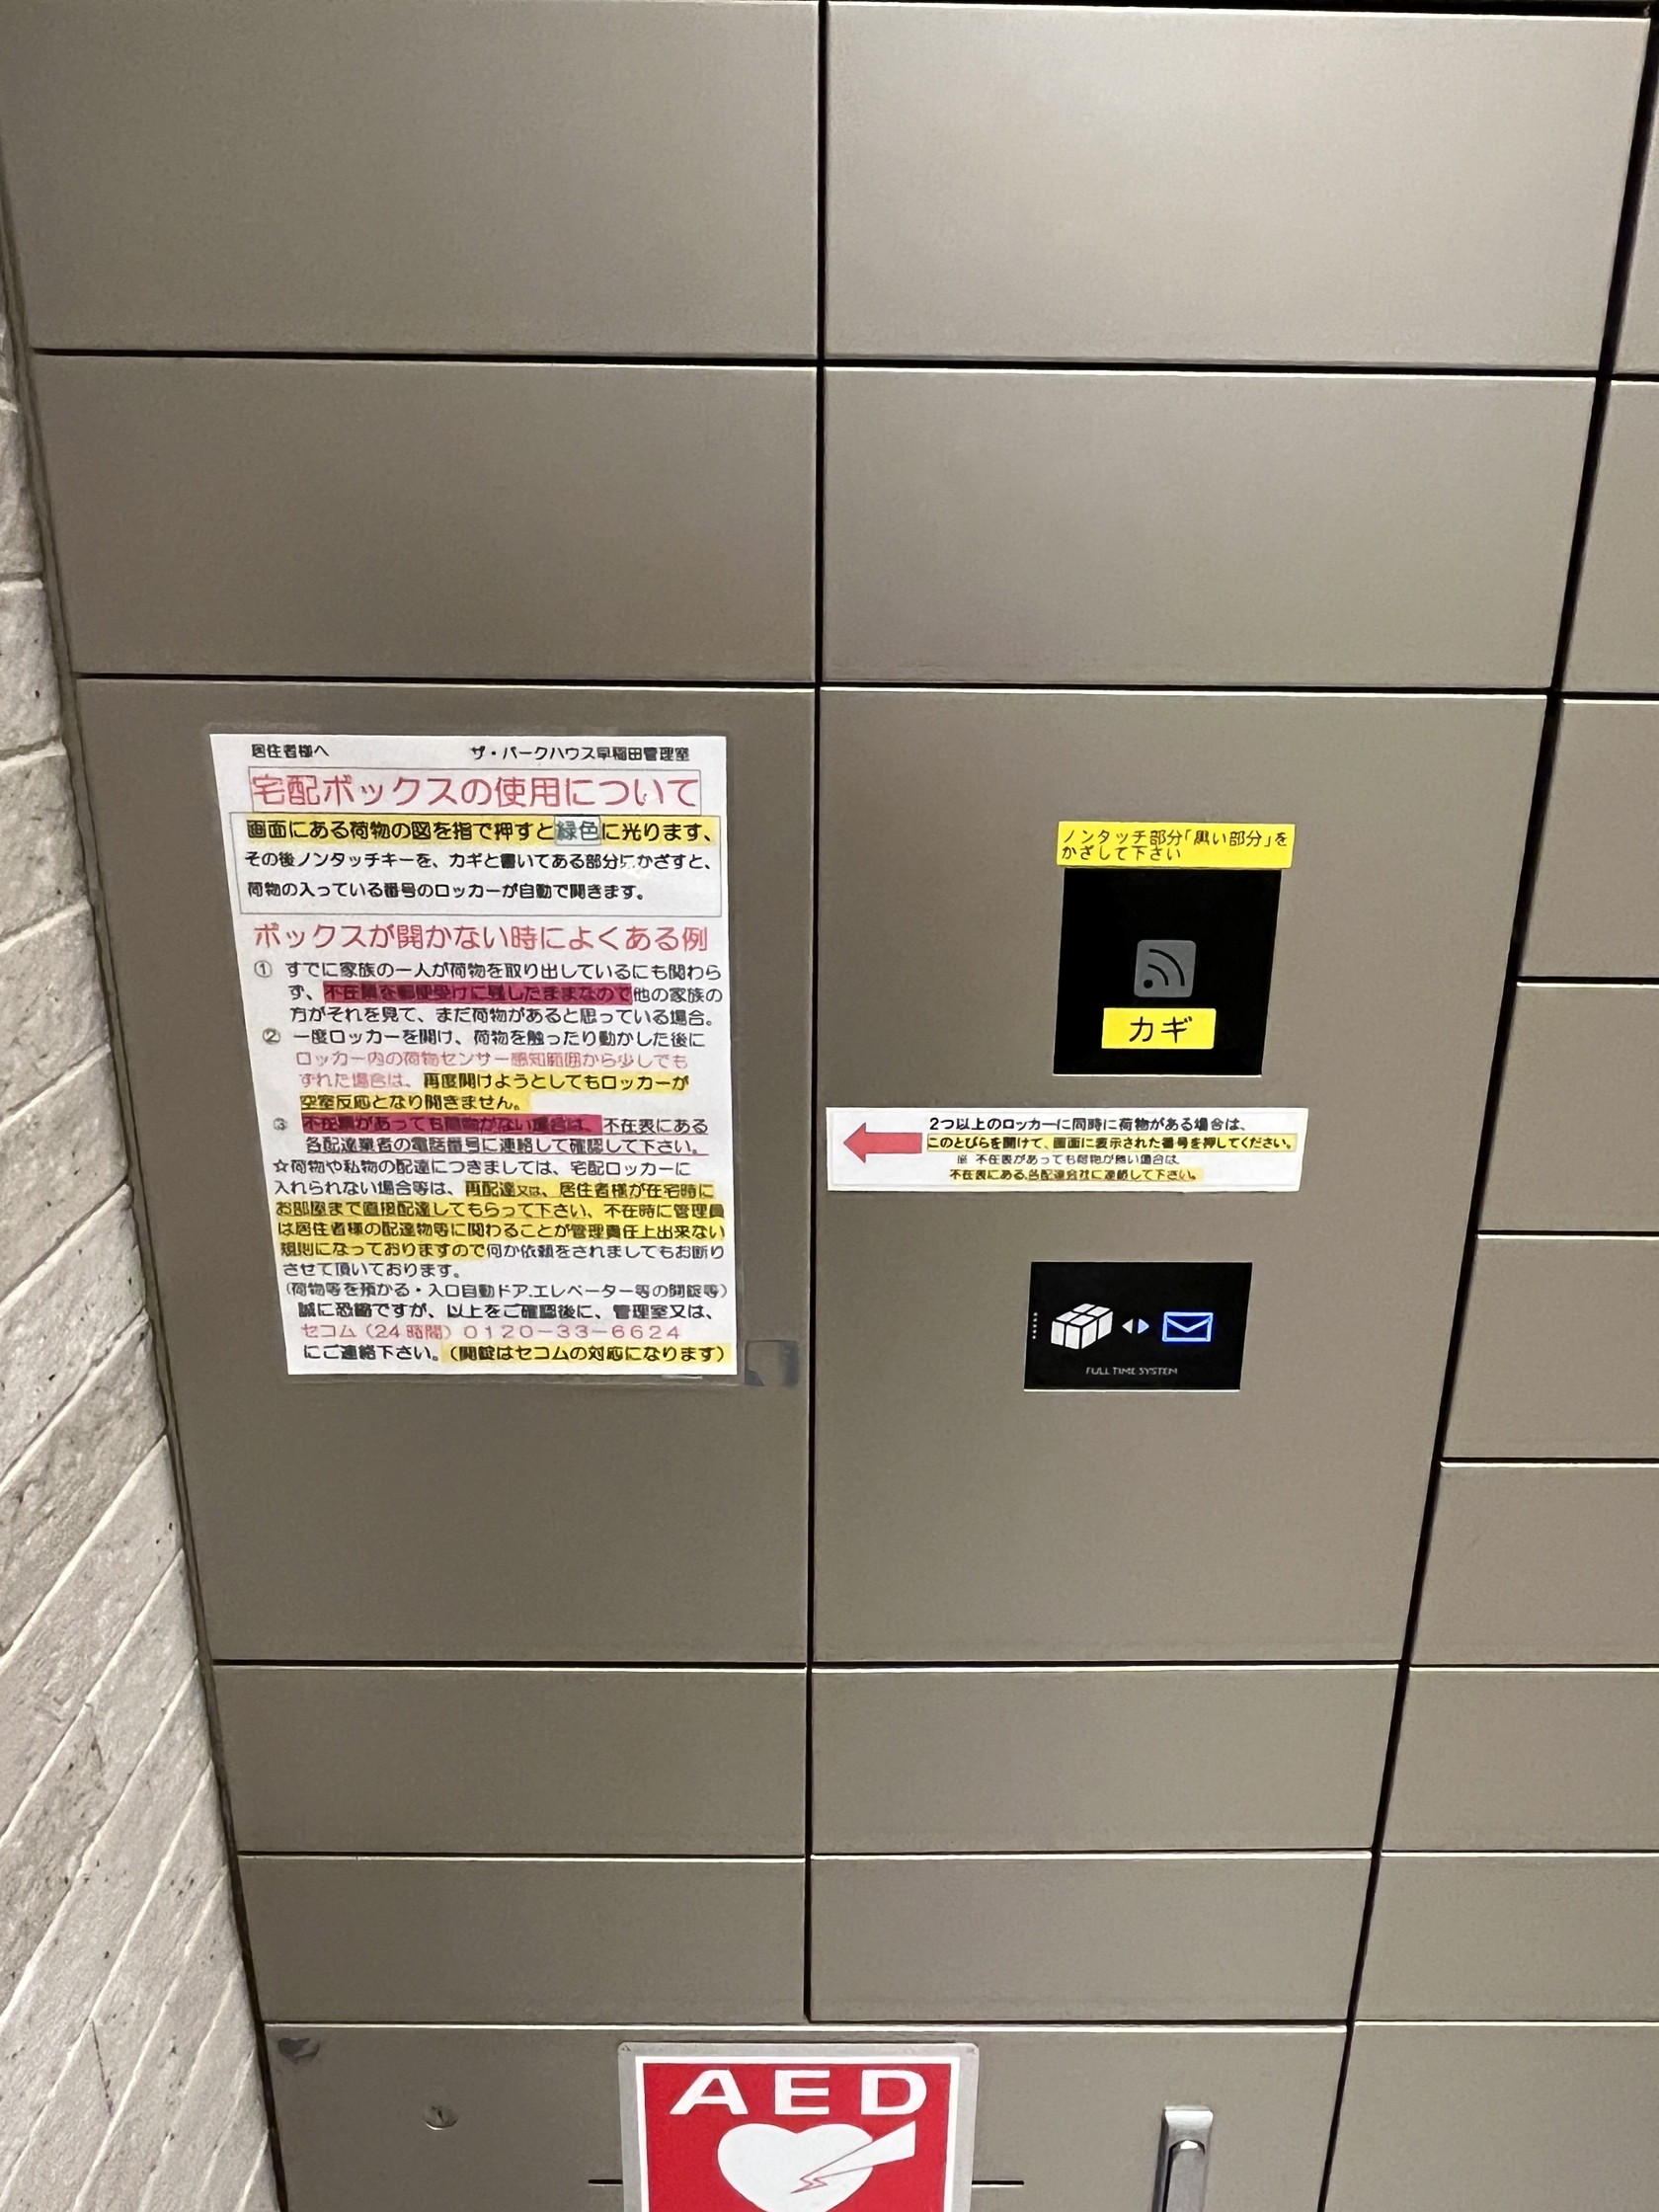 居住者様へ　ザ・パークハウス早稲田管理室
宅配ボックスの使用について
画面にある荷物の図を指で押すと緑色に光ります、
その後ノンタッチキーを、カギと書いてある部分にかざすと、
荷物の入っている番号のロッカーが自動で開きます。
ボックスが開かない時によくある例
① すでに家族の一人が荷物を取り出しているにも関わら
ず、不在票を郵便受けに残したままなので他の家族の
方がそれを見て、まだ荷物があると思っている場合。
② 一度ロッカーを開け、荷物を触ったり動かした後に
ロッカー内の荷物センサー感知範囲から少しでも
ずれた場合は、再度開けようとしてもロッカーが
空室反応となり開きません。
③ 不在票があっても荷物がない場合は、不在表にある
各配達業者の電話番号に連絡して確認して下さい。
☆荷物や私物の配達につきましては、宅配ロッカーに
入れられない場合等は、再配達又は、居住者様が在宅時に
お部屋まで直接配達してもらって下さい、不在時に管理員
は居住者様の配達物等に関わることが管理責任上出来ない
規則になっておりますので何か依頼をされましてもお断り
させて頂いております。
(荷物等を預かる・入口自動ドア.エレベーター等の開錠等)
誠に恐縮ですが、以上をご確認後に、管理室又は、
セコム（24時間）０１２０－３３－６６２４
にご連絡下さい。（開錠はセコムの対応になります）
ノンタッチ部分「黒い部分」を
かざして下さい
カギ
2つ以上のロッカーに同時に荷物がある場合は、
このとびらを開けて、画面に表示された番号を押してください。
※ 不在表があっても荷物が無い場合は、
不在表にある各配達会社に連絡して下さい。
FULL TIME SYSTEM
AED